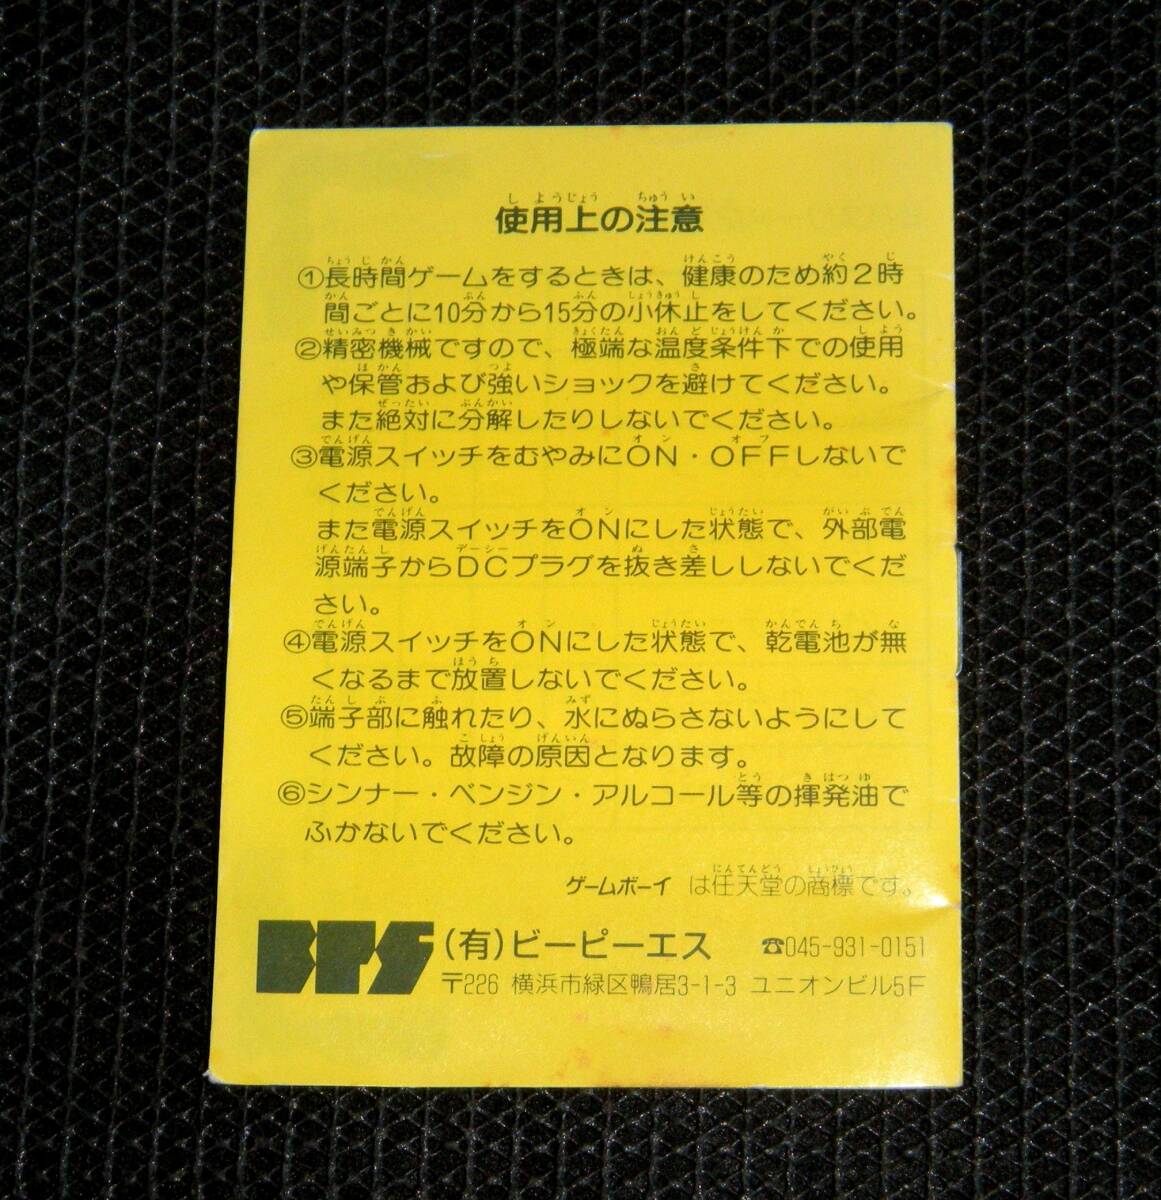 使用上の注意
①長時間ゲームをするときは、健康のため約2時
間ごとに10分から15分の小休止をしてください。
②精密機械ですので、極端な温度条件下での使用
や保管および強いショックを避けてください。
また絶対に分解したりしないでください。
③電源スイッチをむやみにON・OFFしないで
ください。
また電源スイッチをONにした状態で、外部電
源端子からDCプラグを抜き差ししないでくだ
さい。
④電源スイッチをONにした状態で、乾電池が無
くなるまで放置しないでください。
⑤端子部に触れたり、水にぬらさないようにして
ください。故障の原因となります。
⑥シンナー・ベンジン・アルコール等の揮発油で
ふかないでください。
ゲームボーイ は任天堂の商標です。
BPS (有)ビーピーエス ☎045-931-0151
〒226 横浜市緑区鴨居3-1-3 ユニオンビル5F